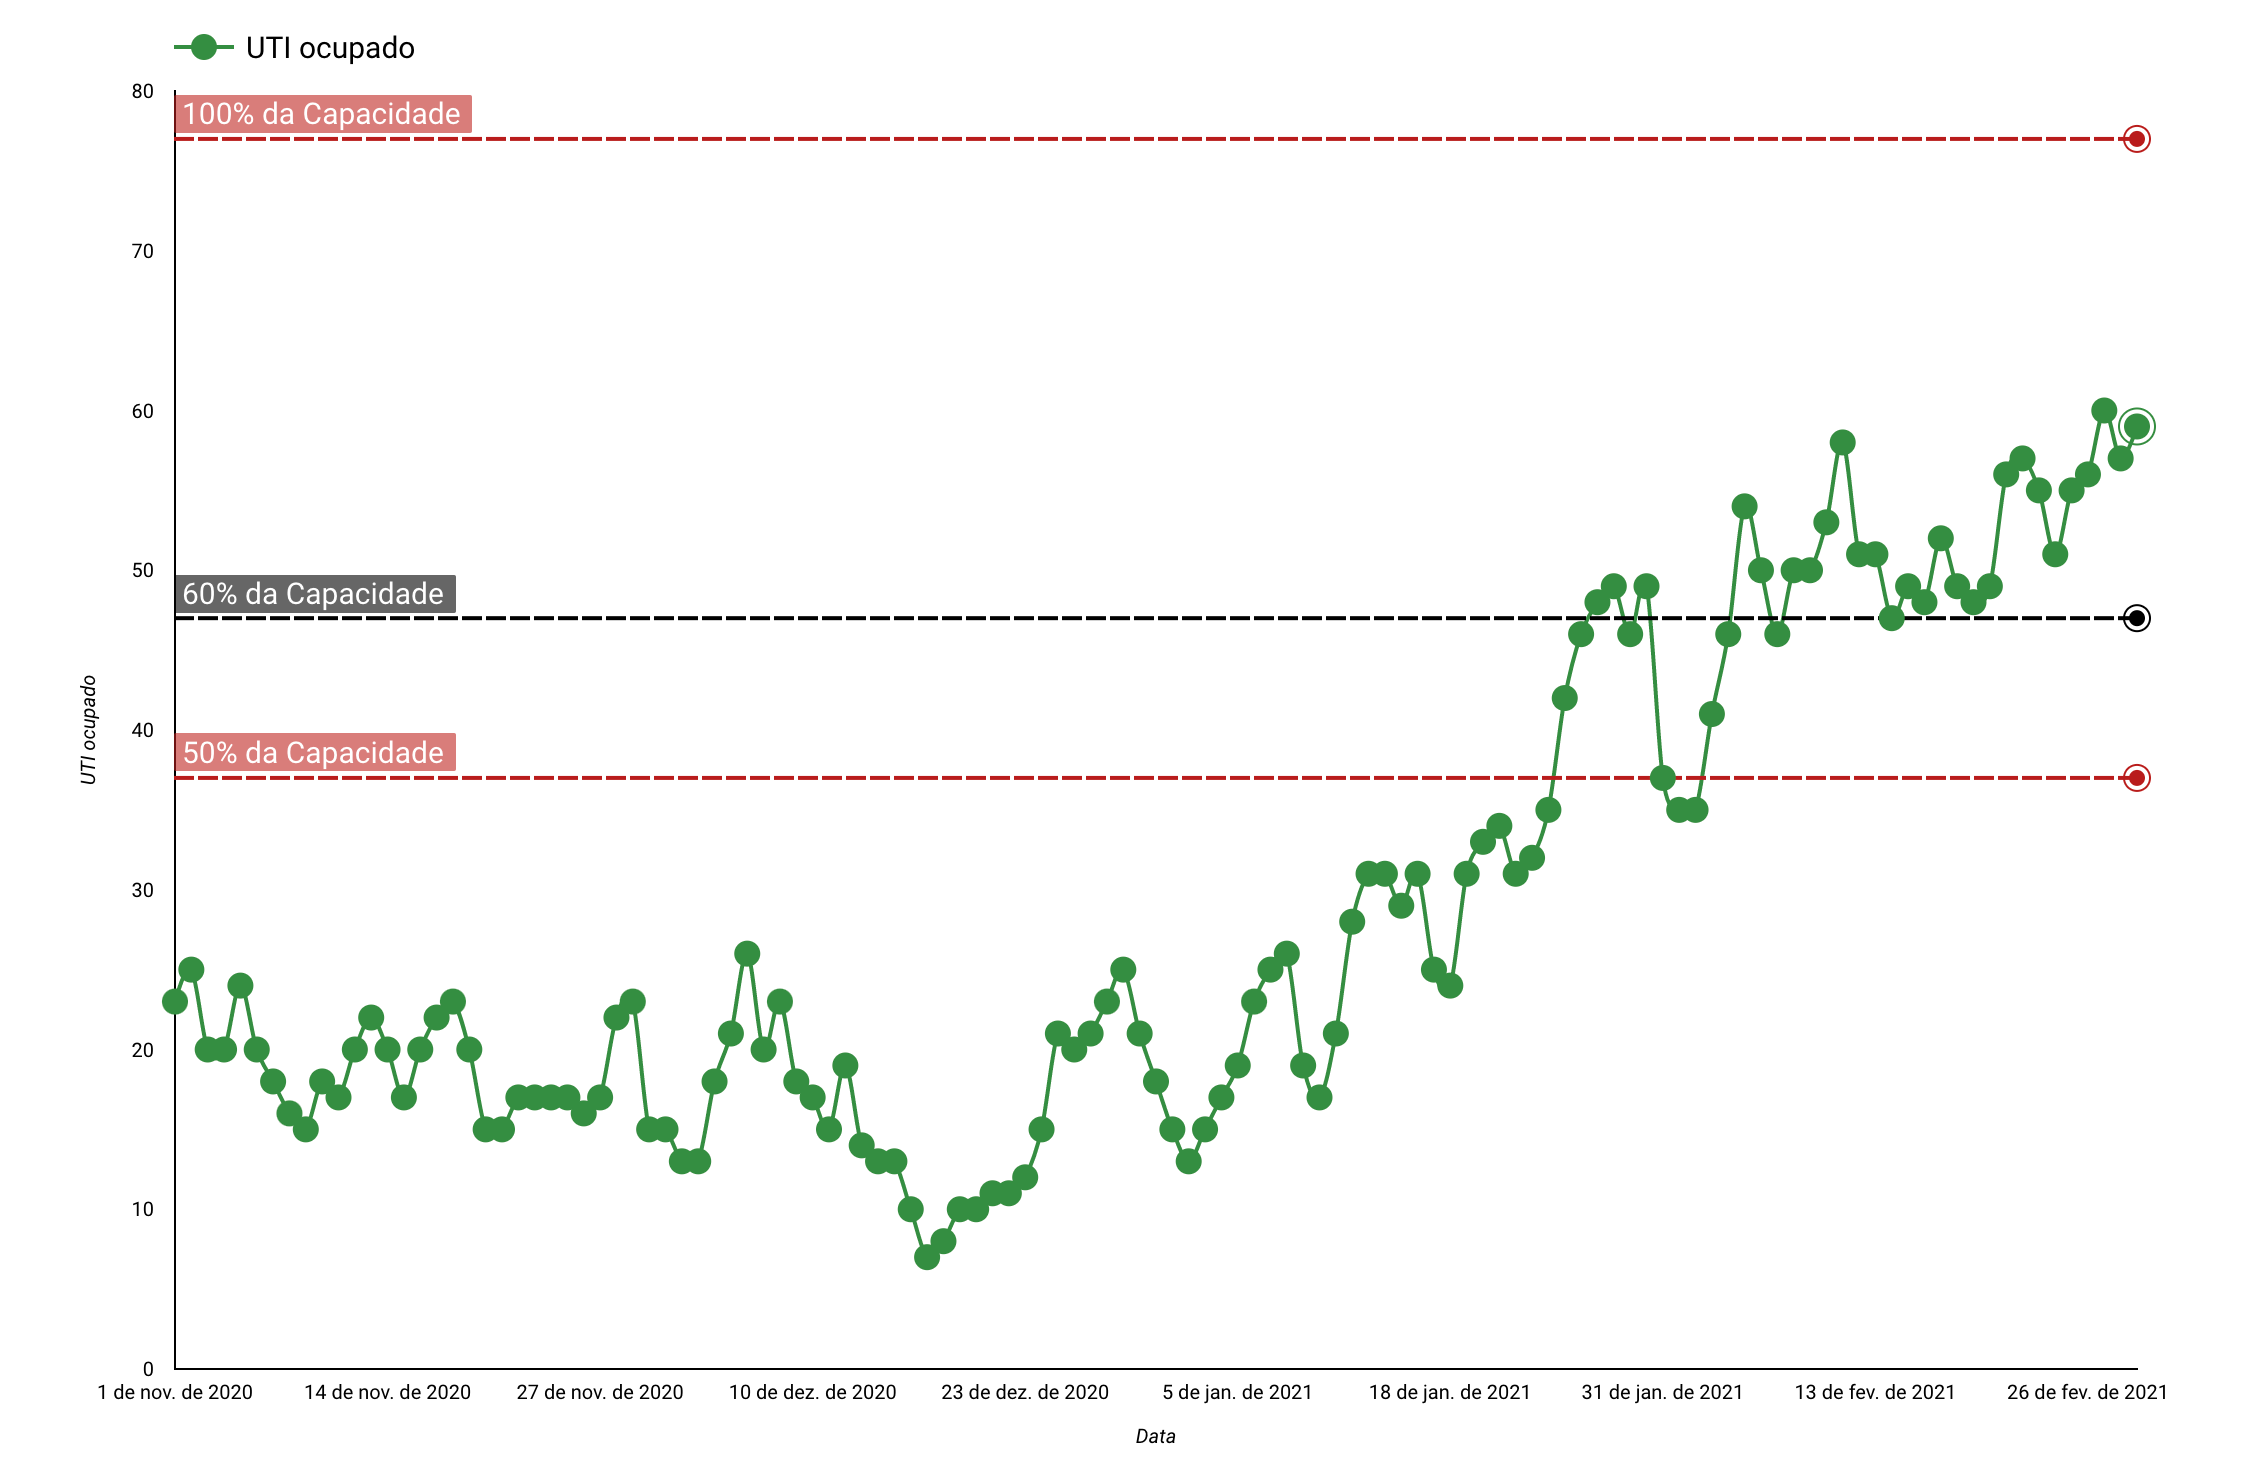 UTI ocupado
80
100% da Capacidade
70
60
50
60% da Capacidade
UTI ocupado
40
50% da Capacidade
30
20
10
0
1 de nov. de 2020 14 de nov. de 2020 27 de nov. de 2020 10 de dez. de 2020 23 de dez. de 2020 5 de jan. de 2021 18 de jan. de 2021 31 de jan. de 2021 13 de fev. de 2021 26 de fev. de 2021
Data